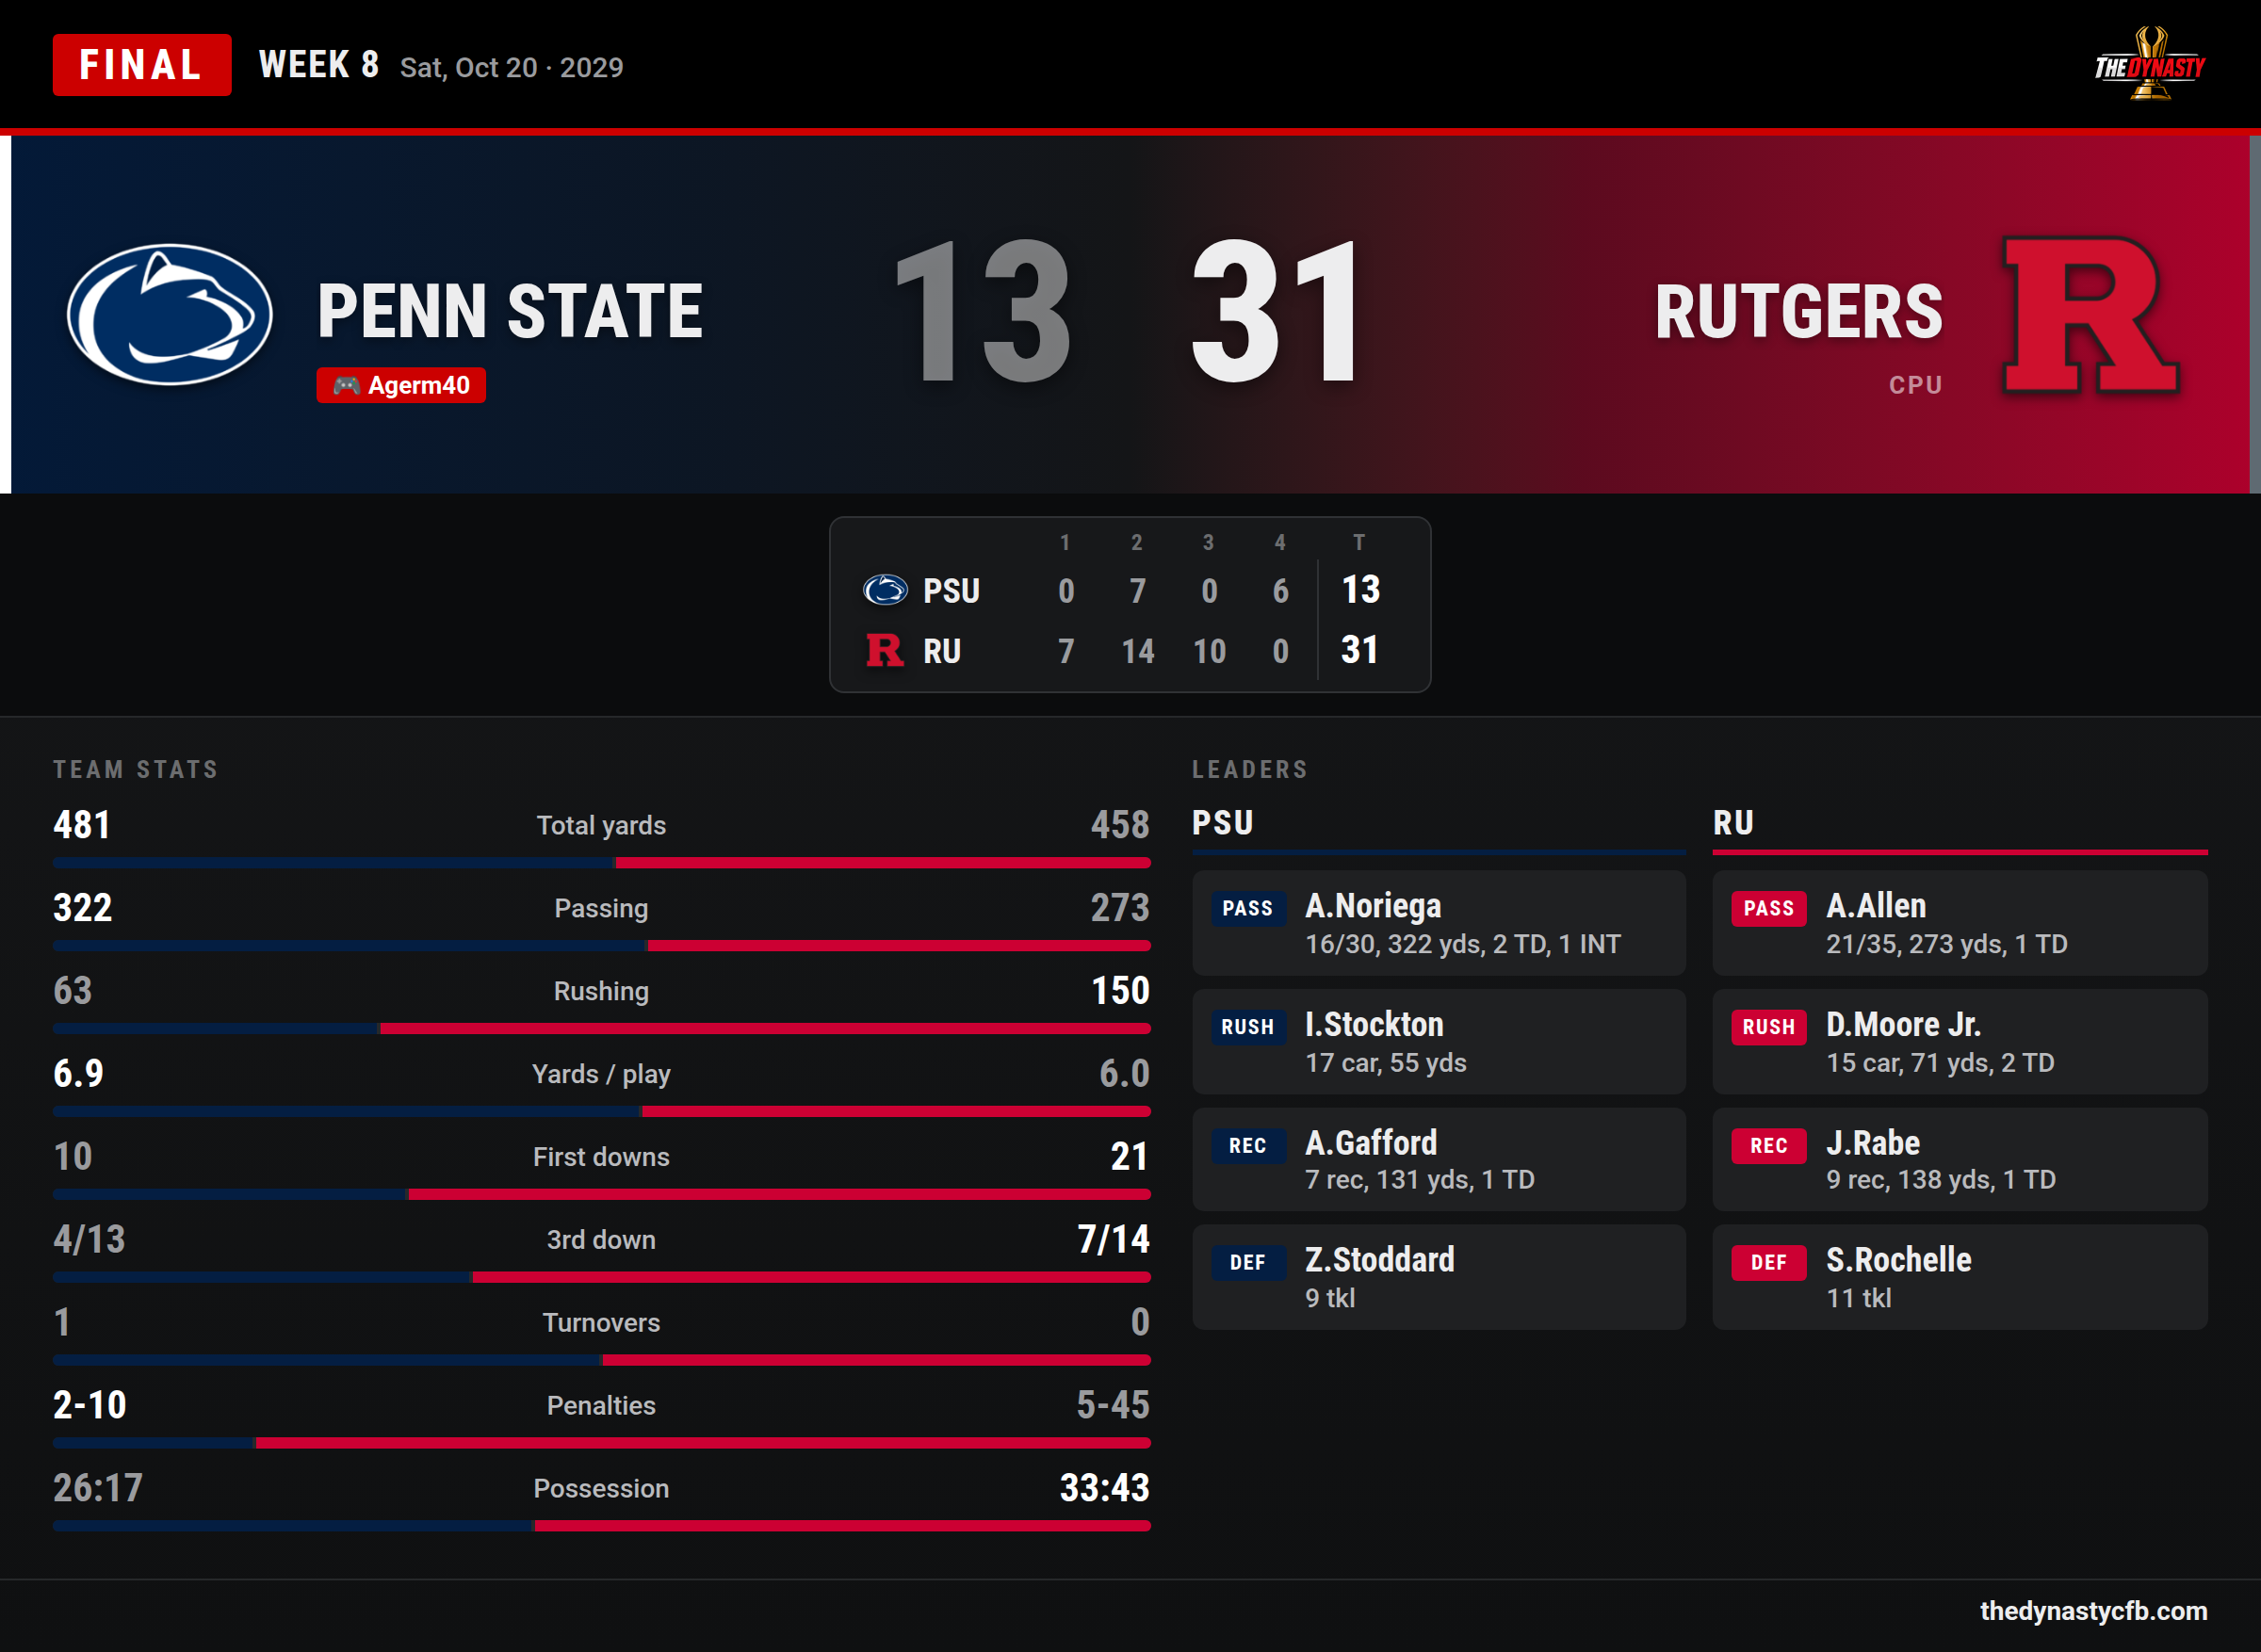 FINAL WEEK 8 Sat, Oct 20 · 2029
THE DYNASTY
PENN STATE
Agerm40
13 31
RUTGERS
CPU
R
1 2 3 4 T
PSU 0 7 0 6 13
R RU 7 14 10 0 31
TEAM STATS
481 Total yards 458
322 Passing 273
63 Rushing 150
6.9 Yards / play 6.0
10 First downs 21
4/13 3rd down 7/14
1 Turnovers 0
2-10 Penalties 5-45
26:17 Possession 33:43
LEADERS
PSU
PASS A.Noriega
16/30, 322 yds, 2 TD, 1 INT
RUSH I.Stockton
17 car, 55 yds
REC A.Gafford
7 rec, 131 yds, 1 TD
DEF Z.Stoddard
9 tkl
RU
PASS A.Allen
21/35, 273 yds, 1 TD
RUSH D.Moore Jr.
15 car, 71 yds, 2 TD
REC J.Rabe
9 rec, 138 yds, 1 TD
DEF S.Rochelle
11 tkl
thedynastycfb.com